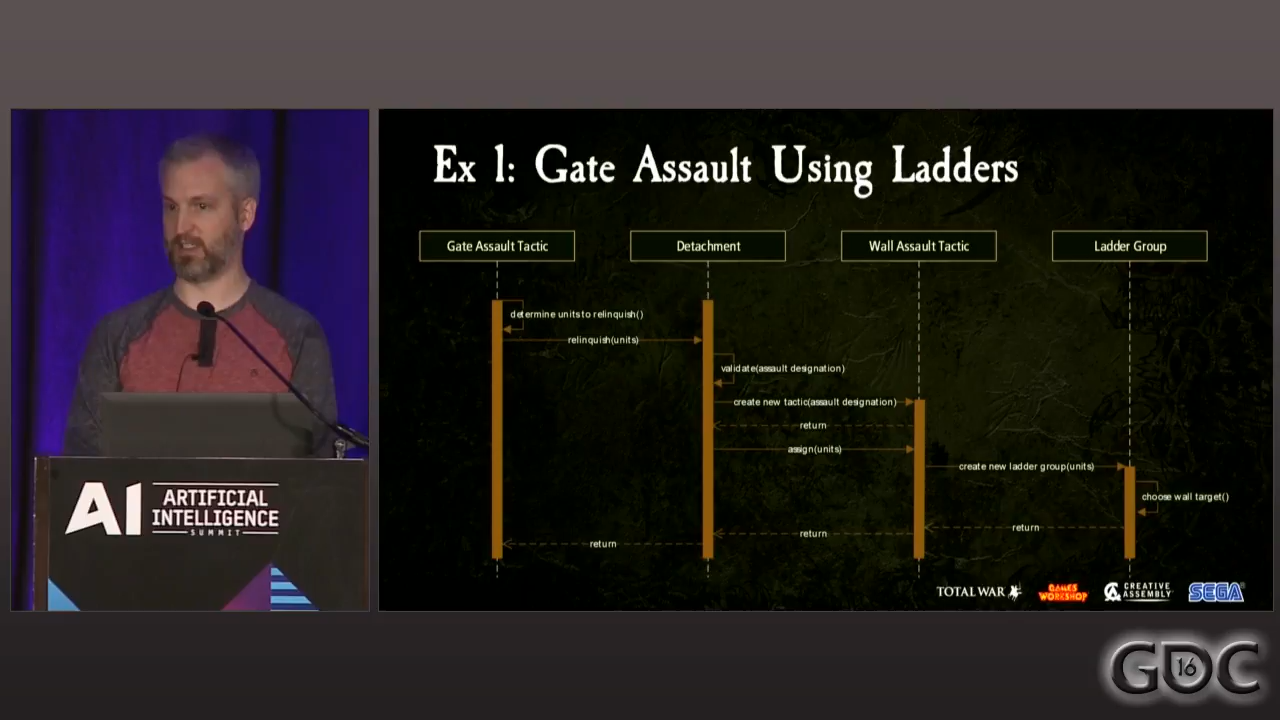 Ex 1: Gate Assault Using Ladders
Gate Assault Tactic
Detachment
Wall Assault Tactic
Ladder Group
determine units to relinquish()
relinquish(units)
validate(assault designation)
create new tactic(assault designation)
return
assign(units)
create new ladder group(units)
choose wall target()
return
return
return
AI ARTIFICIAL
INTELLIGENCE
SUMMIT
TOTAL WAR
GAMES
WORKSHOP
CREATIVE
ASSEMBLY
SEGA
GDC
16